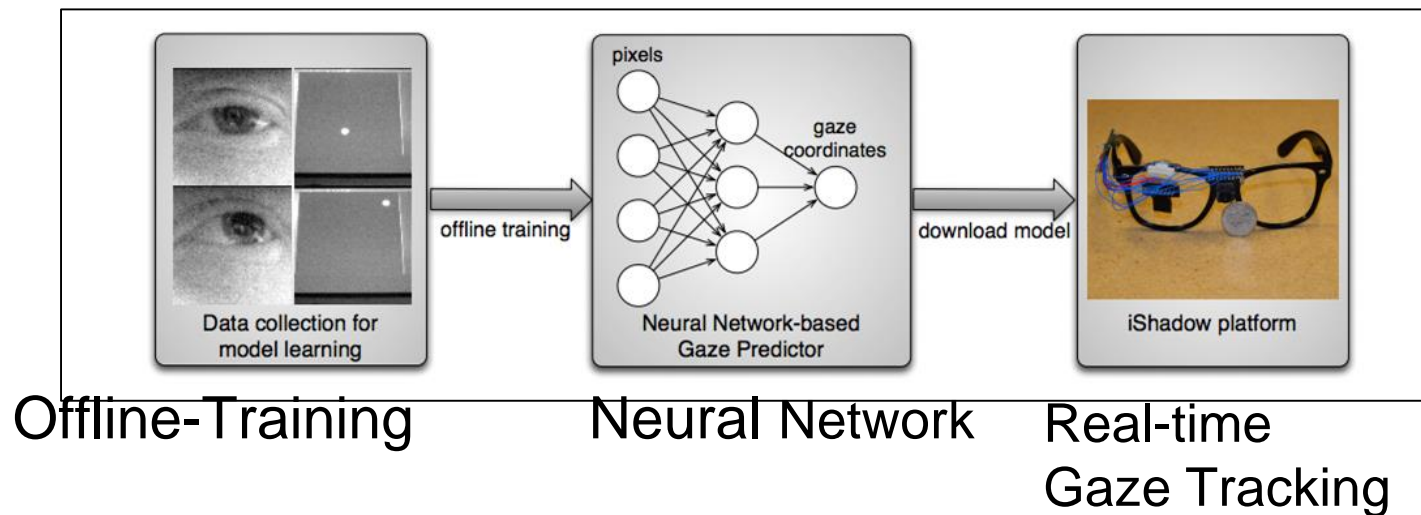 pixels
gaze
coordinates
offline training
download model
Data collection for
model learning
Neural Network-based
Gaze Predictor
iShadow platform
Offline-Training
Neural Network
Real-time
Gaze Tracking